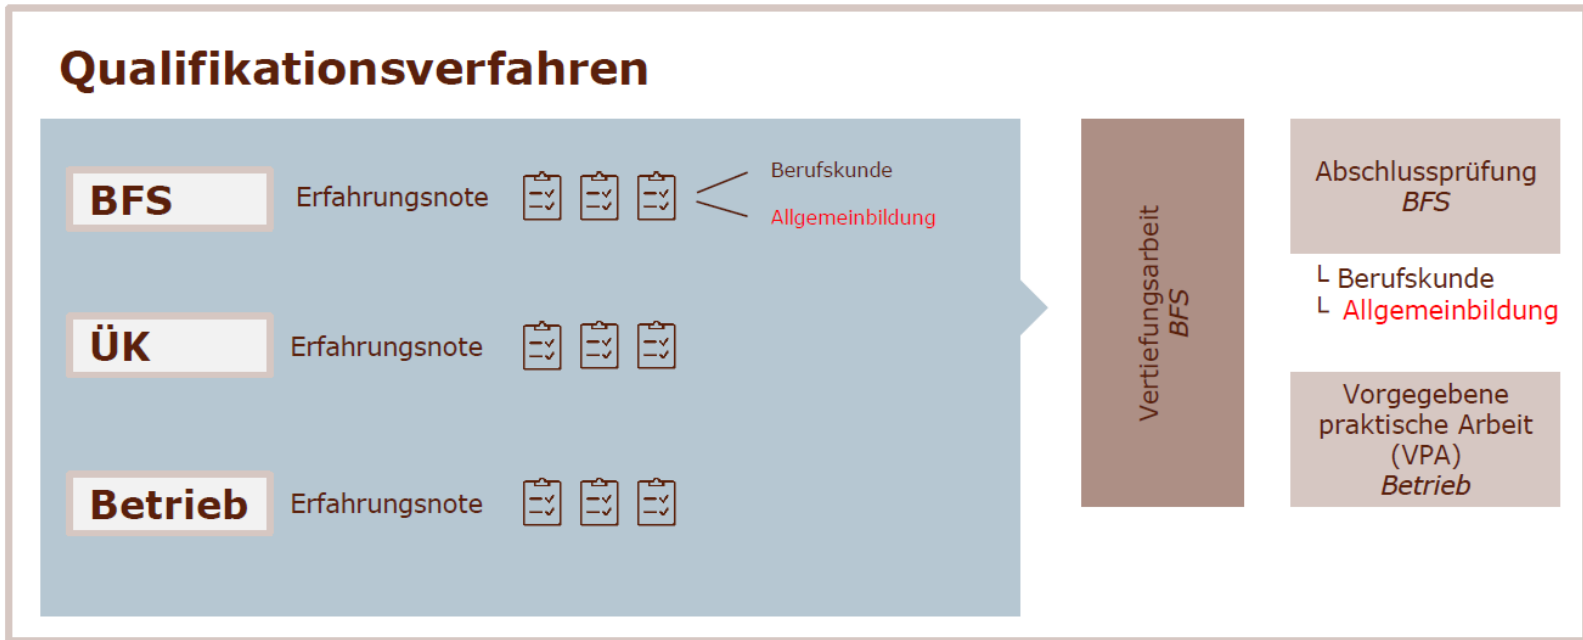 Qualifikationsverfahren
BFS
Erfahrungsnote
Berufskunde
Allgemeinbildung
ÜK
Erfahrungsnote
Betrieb
Erfahrungsnote
Vertiefungsarbeit
BFS
Abschlussprüfung
BFS
└ Berufskunde
└ Allgemeinbildung
Vorgegebene
praktische Arbeit
(VPA)
Betrieb